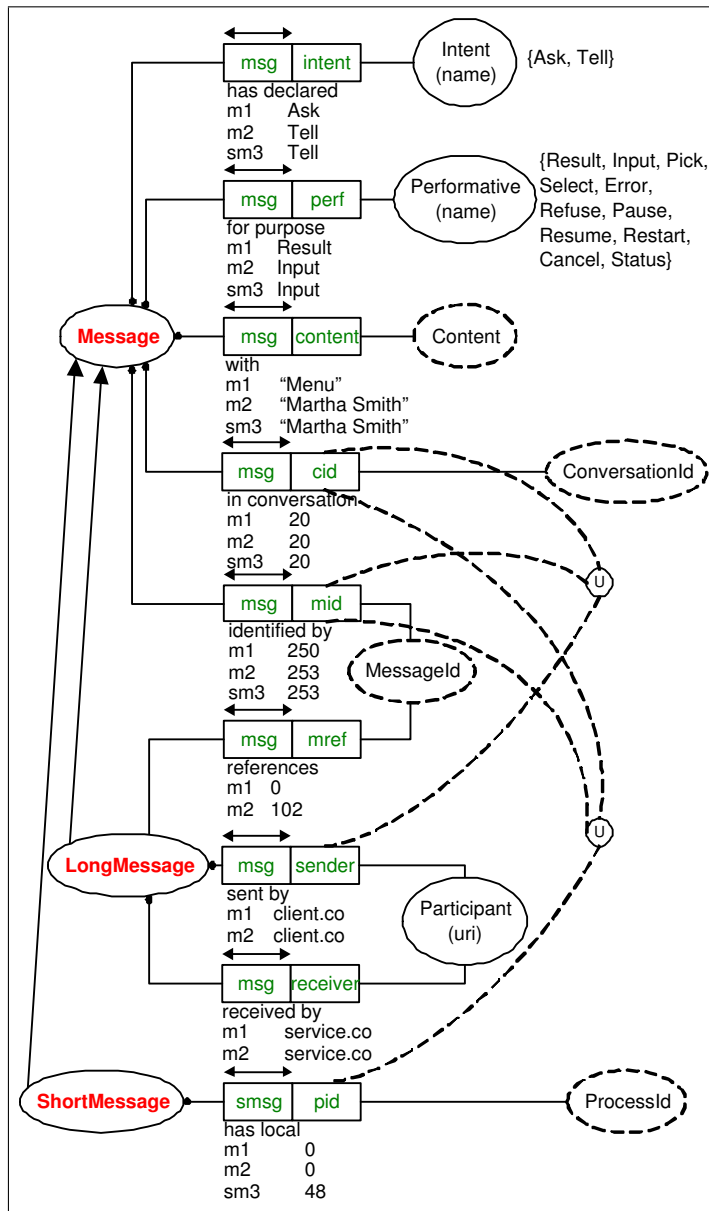 msg intent
Intent
(name)
{Ask, Tell}
has declared
m1 Ask
m2 Tell
sm3 Tell
msg perf
Performative
(name)
{Result, Input, Pick,
Select, Error,
Refuse, Pause,
Resume, Restart,
Cancel, Status}
for purpose
m1 Result
m2 Input
sm3 Input
Message
msg content
Content
with
m1 “Menu”
m2 “Martha Smith”
sm3 “Martha Smith”
msg cid
ConversationId
in conversation
m1 20
m2 20
sm3 20
U
msg mid
identified by
m1 250
m2 253
sm3 253
MessageId
msg mref
references
m1 0
m2 102
U
LongMessage
msg sender
sent by
m1 client.co
m2 client.co
Participant
(uri)
msg receiver
received by
m1 service.co
m2 service.co
ShortMessage
smsg pid
ProcessId
has local
m1 0
m2 0
sm3 48